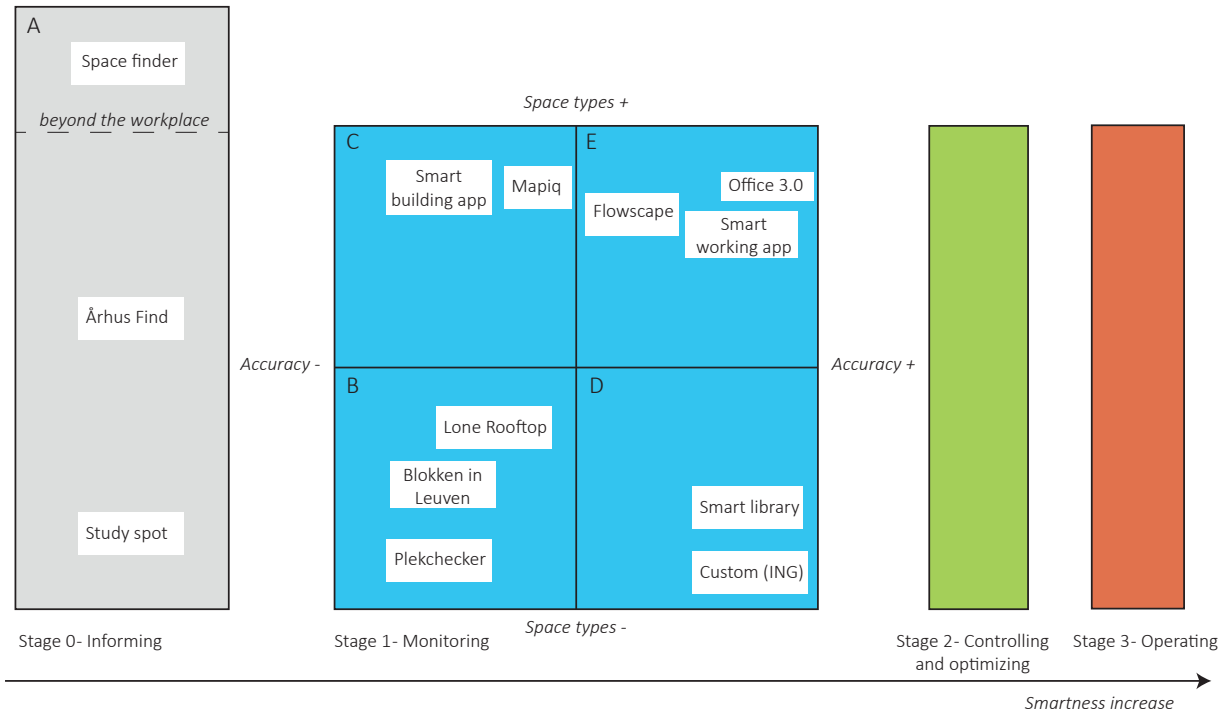 A
Space finder
beyond the workplace
Århus Find
Study spot
Space types +
C
Smart
building app
Mapiq
E
Office 3.0
Flowscape
Smart
working app
Accuracy -
Accuracy +
B
Lone Rooftop
Blokken in
Leuven
Plekchecker
D
Smart library
Custom (ING)
Space types -
Stage 0- Informing
Stage 1- Monitoring
Stage 2- Controlling
and optimizing
Stage 3- Operating
Smartness increase